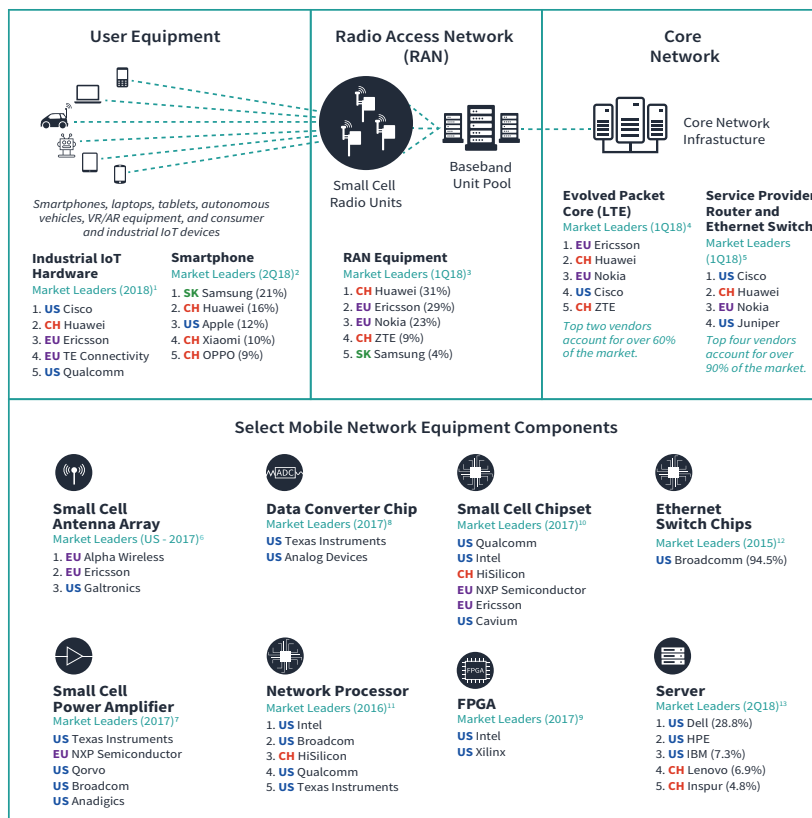 User Equipment
Smartphones, laptops, tablets, autonomous
vehicles, VR/AR equipment, and consumer
and industrial IoT devices
Industrial IoT
Hardware
Market Leaders (2018)¹
1. US Cisco
2. CH Huawei
3. EU Ericsson
4. EU TE Connectivity
5. US Qualcomm
Smartphone
Market Leaders (2Q18)²
1. SK Samsung (21%)
2. CH Huawei (16%)
3. US Apple (12%)
4. CH Xiaomi (10%)
5. CH OPPO (9%)
Radio Access Network
(RAN)
Small Cell
Radio Units
Baseband
Unit Pool
RAN Equipment
Market Leaders (1Q18)³
1. CH Huawei (31%)
2. EU Ericsson (29%)
3. EU Nokia (23%)
4. CH ZTE (9%)
5. SK Samsung (4%)
Core
Network
Core Network
Infrastucture
Evolved Packet
Core (LTE)
Market Leaders (1Q18)⁴
1. EU Ericsson
2. CH Huawei
3. EU Nokia
4. US Cisco
5. CH ZTE
Top two vendors
account for over 60%
of the market.
Service Provider
Router and
Ethernet Switch
Market Leaders
(1Q18)⁵
1. US Cisco
2. CH Huawei
3. EU Nokia
4. US Juniper
Top four vendors
account for over
90% of the market.
Select Mobile Network Equipment Components
Small Cell
Antenna Array
Market Leaders (US - 2017)⁶
1. EU Alpha Wireless
2. EU Ericsson
3. US Galtronics
ADC
Data Converter Chip
Market Leaders (2017)⁸
US Texas Instruments
US Analog Devices
Small Cell Chipset
Market Leaders (2017)¹⁰
US Qualcomm
US Intel
CH HiSilicon
EU NXP Semiconductor
EU Ericsson
US Cavium
Ethernet
Switch Chips
Market Leaders (2015)¹²
US Broadcomm (94.5%)
Small Cell
Power Amplifier
Market Leaders (2017)⁷
US Texas Instruments
EU NXP Semiconductor
US Qorvo
US Broadcom
US Anadigics
Network Processor
Market Leaders (2016)¹¹
1. US Intel
2. US Broadcom
3. CH HiSilicon
4. US Qualcomm
5. US Texas Instruments
FPGA
FPGA
Market Leaders (2017)⁹
US Intel
US Xilinx
Server
Market Leaders (2Q18)¹³
1. US Dell (28.8%)
2. US HPE
3. US IBM (7.3%)
4. CH Lenovo (6.9%)
5. CH Inspur (4.8%)